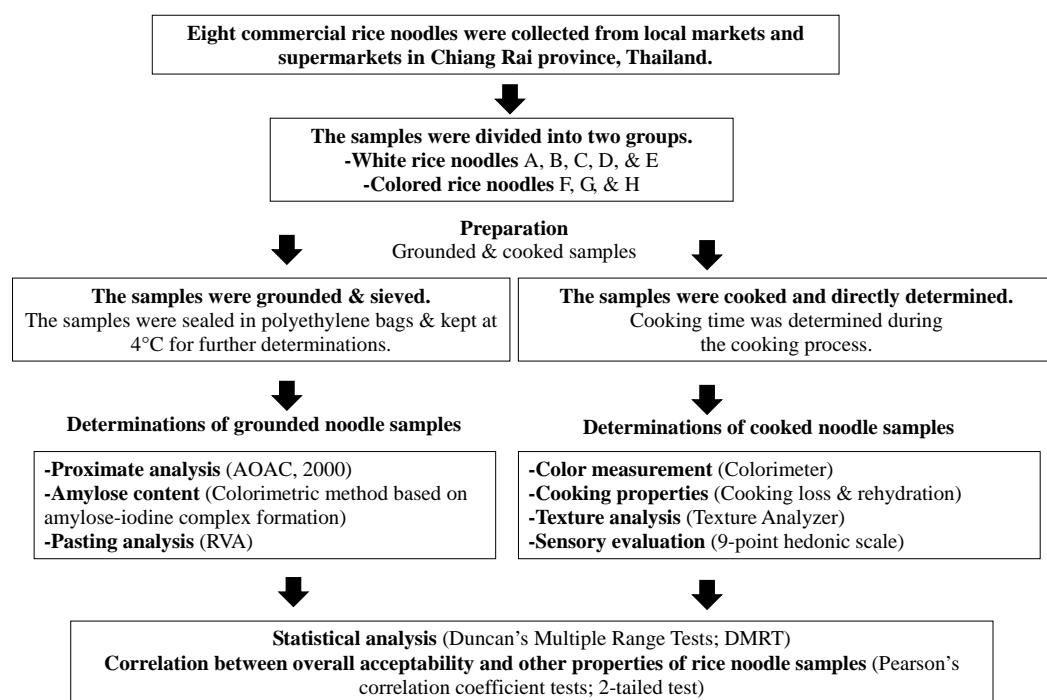 Eight commercial rice noodles were collected from local markets and
supermarkets in Chiang Rai province, Thailand.
The samples were divided into two groups.
-White rice noodles A, B, C, D, & E
-Colored rice noodles F, G, & H
Preparation
Grounded & cooked samples
The samples were grounded & sieved.
The samples were sealed in polyethylene bags & kept at
4°C for further determinations.
The samples were cooked and directly determined.
Cooking time was determined during
the cooking process.
Determinations of grounded noodle samples
-Proximate analysis (AOAC, 2000)
-Amylose content (Colorimetric method based on
amylose-iodine complex formation)
-Pasting analysis (RVA)
Determinations of cooked noodle samples
-Color measurement (Colorimeter)
-Cooking properties (Cooking loss & rehydration)
-Texture analysis (Texture Analyzer)
-Sensory evaluation (9-point hedonic scale)
Statistical analysis (Duncan's Multiple Range Tests; DMRT)
Correlation between overall acceptability and other properties of rice noodle samples (Pearson's
correlation coefficient tests; 2-tailed test)